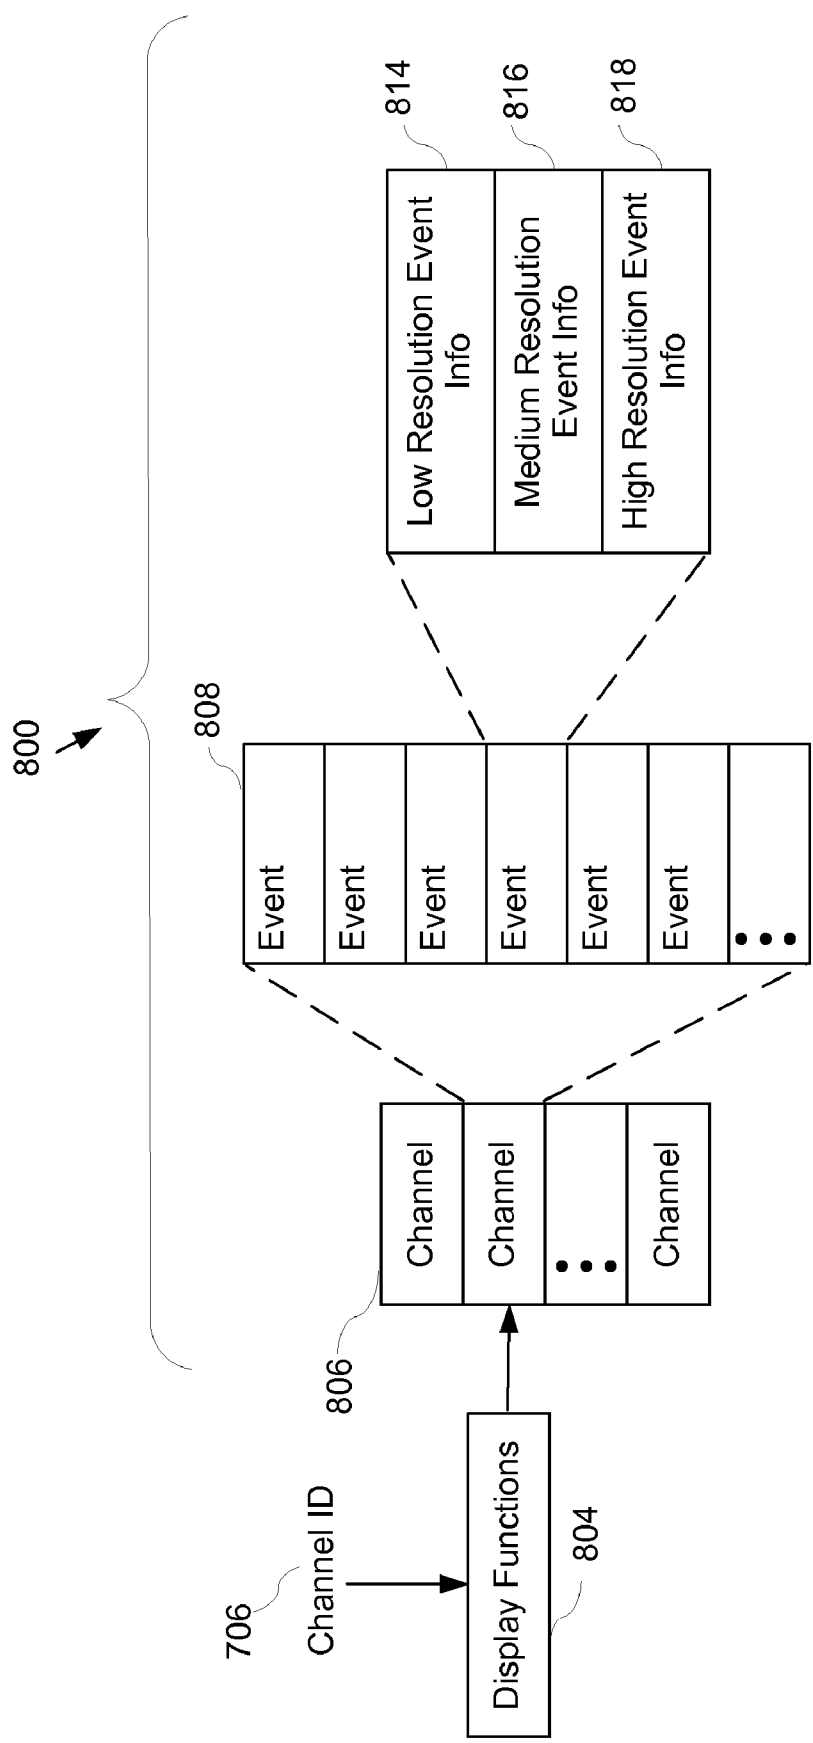 800
706
Channel ID
Display Functions
804
806
Channel
Channel
Channel
808
Event
Event
Event
Event
Event
Event
814
Low Resolution Event
Info
816
Medium Resolution
Event Info
818
High Resolution Event
Info